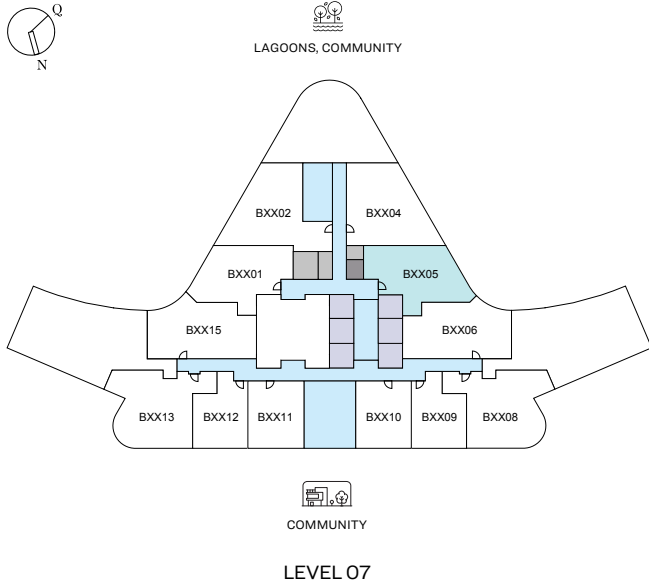 Q
N
LAGOONS, COMMUNITY
BXX02
BXX04
BXX01
BXX05
BXX15
BXX06
BXX13
BXX12
BXX11
BXX10
BXX09
BXX08
COMMUNITY
LEVEL 07